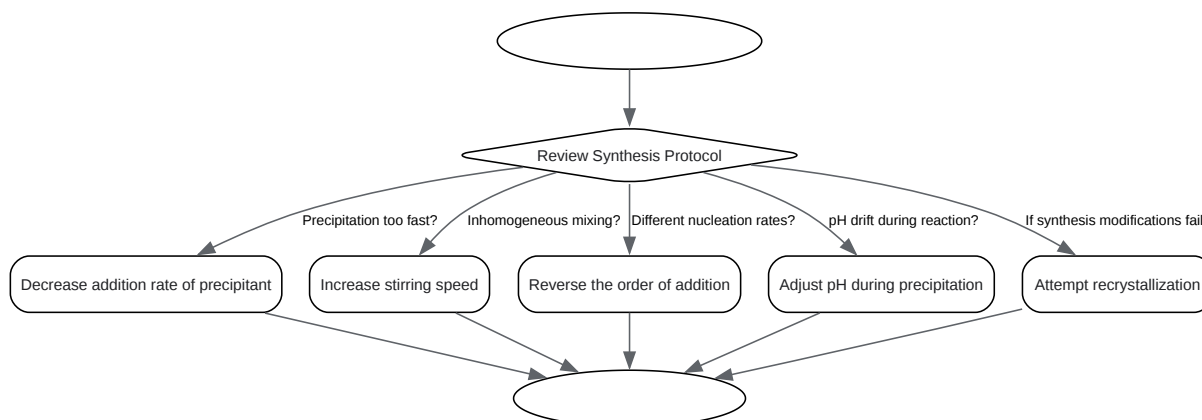 Review Synthesis Protocol
Precipitation too fast?
Inhomogeneous mixing?
Different nucleation rates?
pH drift during reaction?
If synthesis modifications fail
Decrease addition rate of precipitant
Increase stirring speed
Reverse the order of addition
Adjust pH during precipitation
Attempt recrystallization